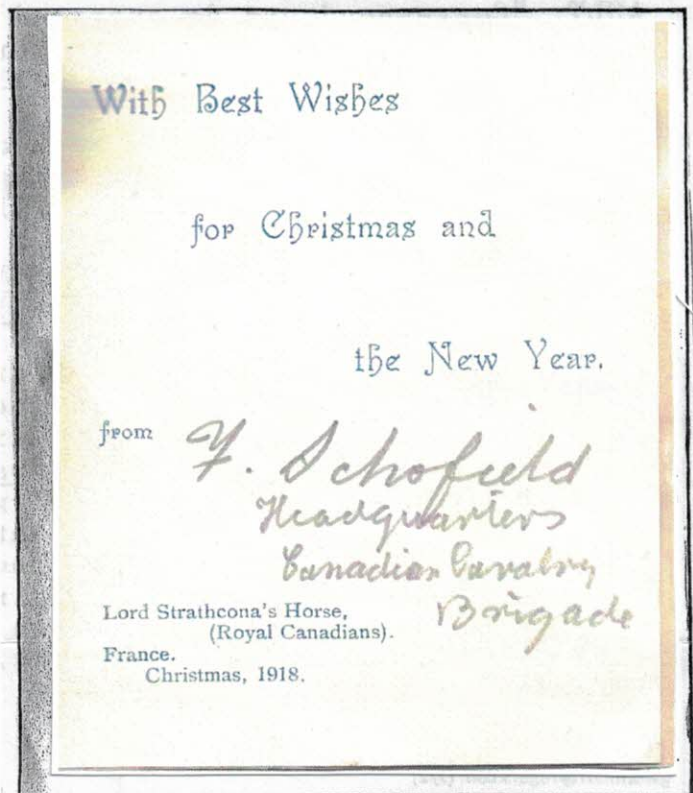 With Best Wishes
for Christmas and
the New Year.
from F. Schofield
Headquarters
Canadian Cavalry
Brigade
Lord Strathcona's Horse,
(Royal Canadians).
France.
Christmas, 1918.